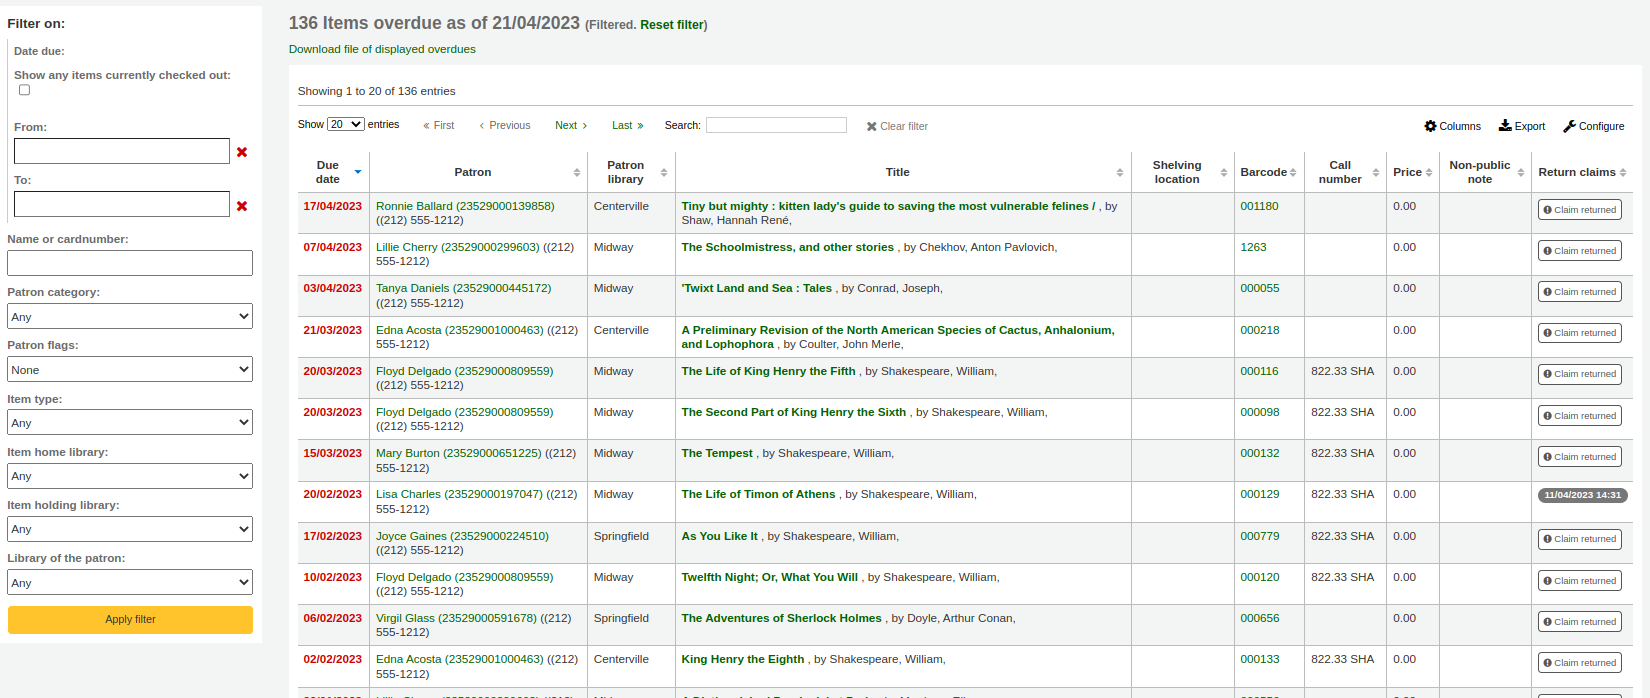 Filter on:
Date due:
Show any items currently checked out:
From:
To:
Name or cardnumber:
Patron category:
Any
Patron flags:
None
Item type:
Any
Item home library:
Any
Item holding library:
Any
Library of the patron:
Any
Apply filter
136 Items overdue as of 21/04/2023 (Filtered. Reset filter)
Download file of displayed overdues
Showing 1 to 20 of 136 entries
Show 20 entries « First ‹ Previous Next › Last » Search: Clear filter Columns Export Configure
Due date Patron Patron library Title Shelving location Barcode Call number Price Non-public note Return claims
17/04/2023 Ronnie Ballard (23529000139858) Centerville Tiny but mighty : kitten lady's guide to saving the most vulnerable felines / , by 001180 0.00 Claim returned
((212) 555-1212) Shaw, Hannah René,
07/04/2023 Lillie Cherry (23529000299603) ((212) Midway The Schoolmistress, and other stories , by Chekhov, Anton Pavlovich, 1263 0.00 Claim returned
555-1212)
03/04/2023 Tanya Daniels (23529000445172) Midway 'Twixt Land and Sea : Tales , by Conrad, Joseph, 000055 0.00 Claim returned
((212) 555-1212)
21/03/2023 Edna Acosta (23529001000463) ((212) Centerville A Preliminary Revision of the North American Species of Cactus, Anhalonium, 000218 0.00 Claim returned
555-1212) and Lophophora , by Coulter, John Merle,
20/03/2023 Floyd Delgado (23529000809559) Midway The Life of King Henry the Fifth , by Shakespeare, William, 000116 822.33 SHA 0.00 Claim returned
((212) 555-1212)
20/03/2023 Floyd Delgado (23529000809559) Midway The Second Part of King Henry the Sixth , by Shakespeare, William, 000098 822.33 SHA 0.00 Claim returned
((212) 555-1212)
15/03/2023 Mary Burton (23529000651225) ((212) Midway The Tempest , by Shakespeare, William, 000132 822.33 SHA 0.00 Claim returned
555-1212)
20/02/2023 Lisa Charles (23529000197047) ((212) Midway The Life of Timon of Athens , by Shakespeare, William, 000129 822.33 SHA 0.00 11/04/2023 14:31
555-1212)
17/02/2023 Joyce Gaines (23529000224510) Springfield As You Like It , by Shakespeare, William, 000779 822.33 SHA 0.00 Claim returned
((212) 555-1212)
10/02/2023 Floyd Delgado (23529000809559) Midway Twelfth Night; Or, What You Will , by Shakespeare, William, 000120 822.33 SHA 0.00 Claim returned
((212) 555-1212)
06/02/2023 Virgil Glass (23529000591678) ((212) Springfield The Adventures of Sherlock Holmes , by Doyle, Arthur Conan, 000656 0.00 Claim returned
555-1212)
02/02/2023 Edna Acosta (23529001000463) ((212) Centerville King Henry the Eighth , by Shakespeare, William, 000133 822.33 SHA 0.00 Claim returned
555-1212)